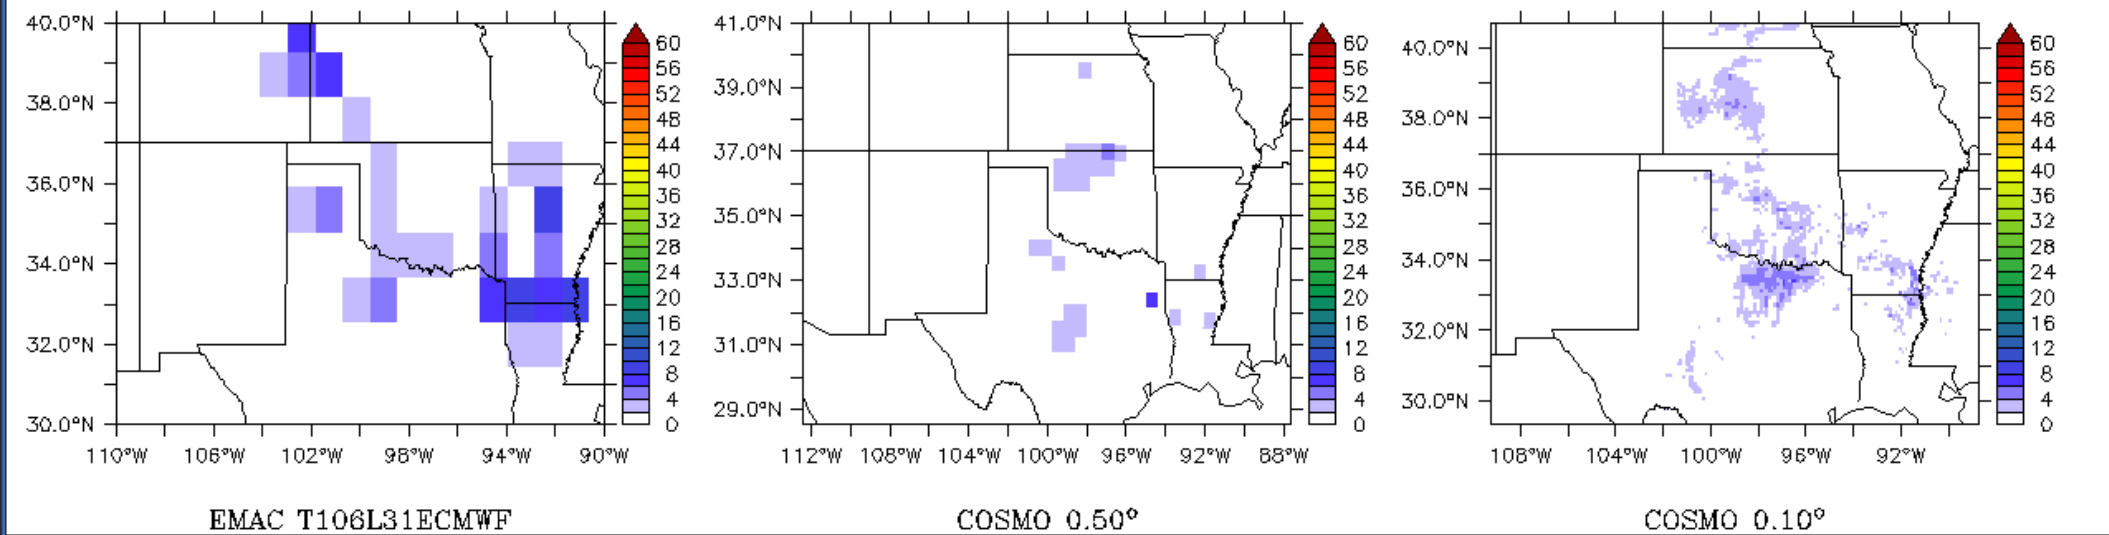 40.0°N
38.0°N
36.0°N
34.0°N
32.0°N
30.0°N
110°W 106°W 102°W 98°W 94°W 90°W
60
56
52
48
44
40
36
32
28
24
20
16
12
8
4
0
EMAC T106L31ECMWF
41.0°N
39.0°N
37.0°N
35.0°N
33.0°N
31.0°N
29.0°N
112°W 108°W 104°W 100°W 96°W 92°W 88°W
60
56
52
48
44
40
36
32
28
24
20
16
12
8
4
0
COSMO 0.50°
40.0°N
38.0°N
36.0°N
34.0°N
32.0°N
30.0°N
108°W 104°W 100°W 96°W 92°W
60
56
52
48
44
40
36
32
28
24
20
16
12
8
4
0
COSMO 0.10°